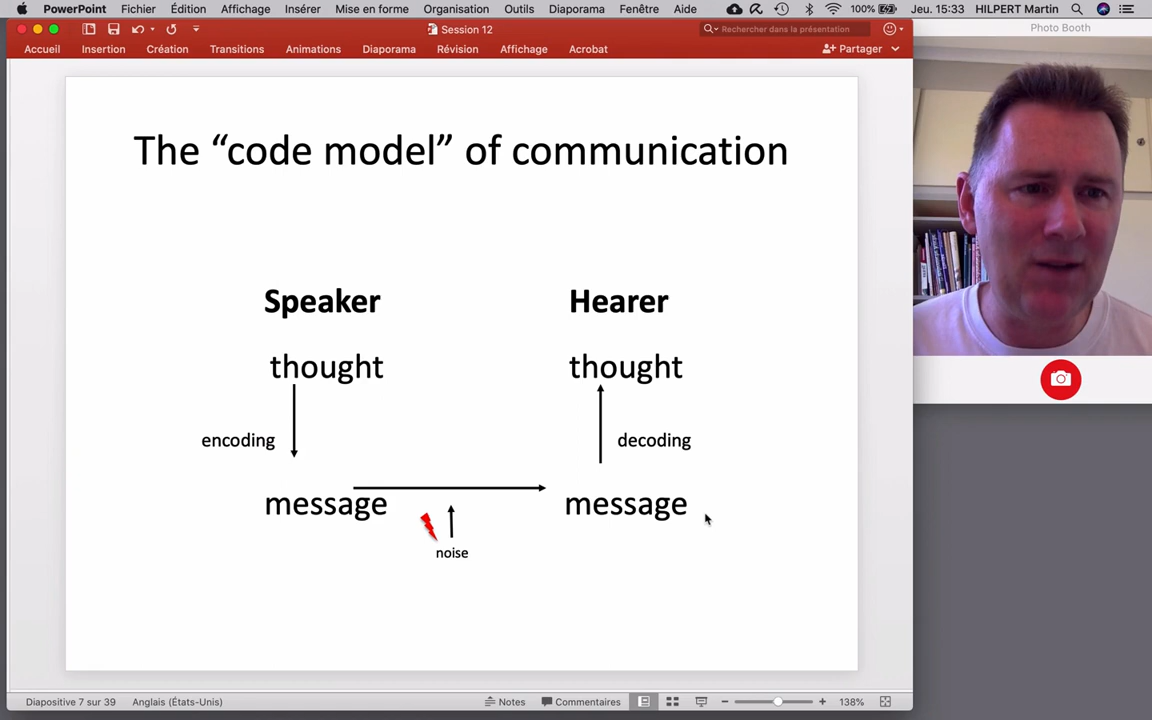 PowerPoint Fichier Édition Affichage Insérer Mise en forme Organisation Outils Diaporama Fenêtre Aide 100% Jeu. 15:33 HILPERT Martin
Session 12
Rechercher dans la présentation
Photo Booth
Accueil Insertion Création Transitions Animations Diaporama Révision Affichage Acrobat Partager
The “code model” of communication
Speaker Hearer
thought thought
encoding decoding
message message
noise
Diapositive 7 sur 39 Anglais (États-Unis) Notes Commentaires 138%